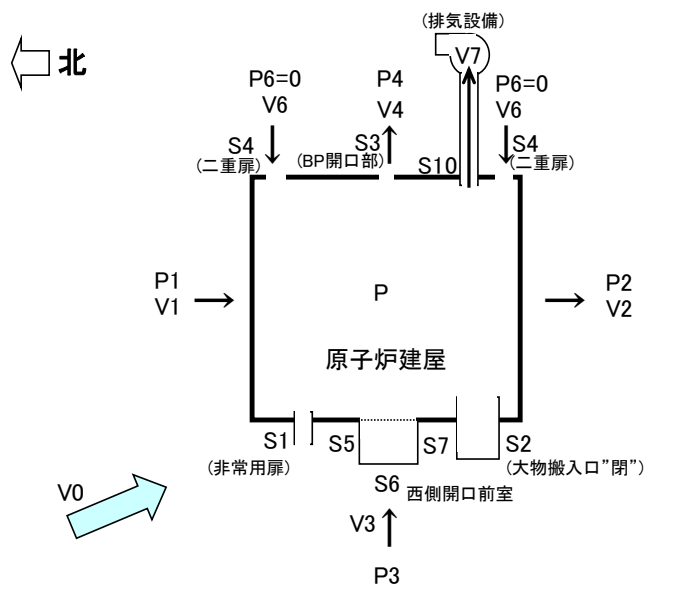 (排気設備)
北
V7
P6=0
V6
P4
V4
P6=0
V6
S4
(二重扉)
S3
(BP開口部)
S10
S4
(二重扉)
P1
V1
P
P2
V2
原子炉建屋
S1
(非常用扉)
S5
S7
S2
(大物搬入口”閉”)
S6
西側開口前室
V0
V3
P3